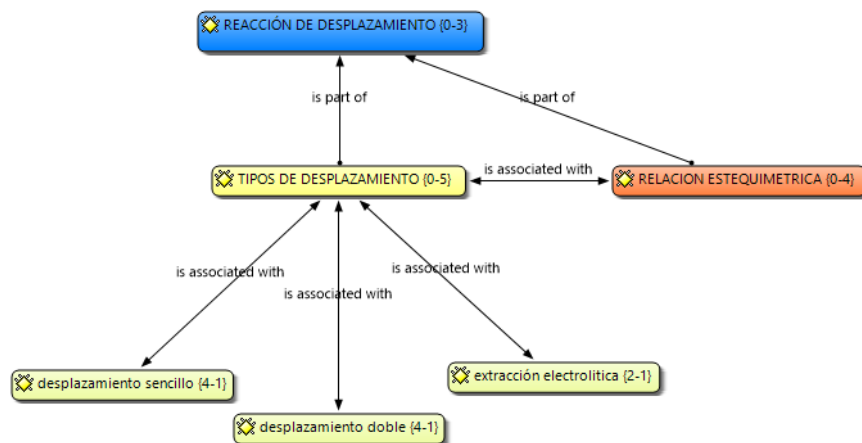 REACCIÓN DE DESPLAZAMIENTO {0-3}
is part of
is part of
TIPOS DE DESPLAZAMIENTO {0-5}
is associated with
RELACION ESTEQUIMETRICA {0-4}
is associated with
is associated with
is associated with
desplazamiento sencillo {4-1}
extracción electrolitica {2-1}
desplazamiento doble {4-1}